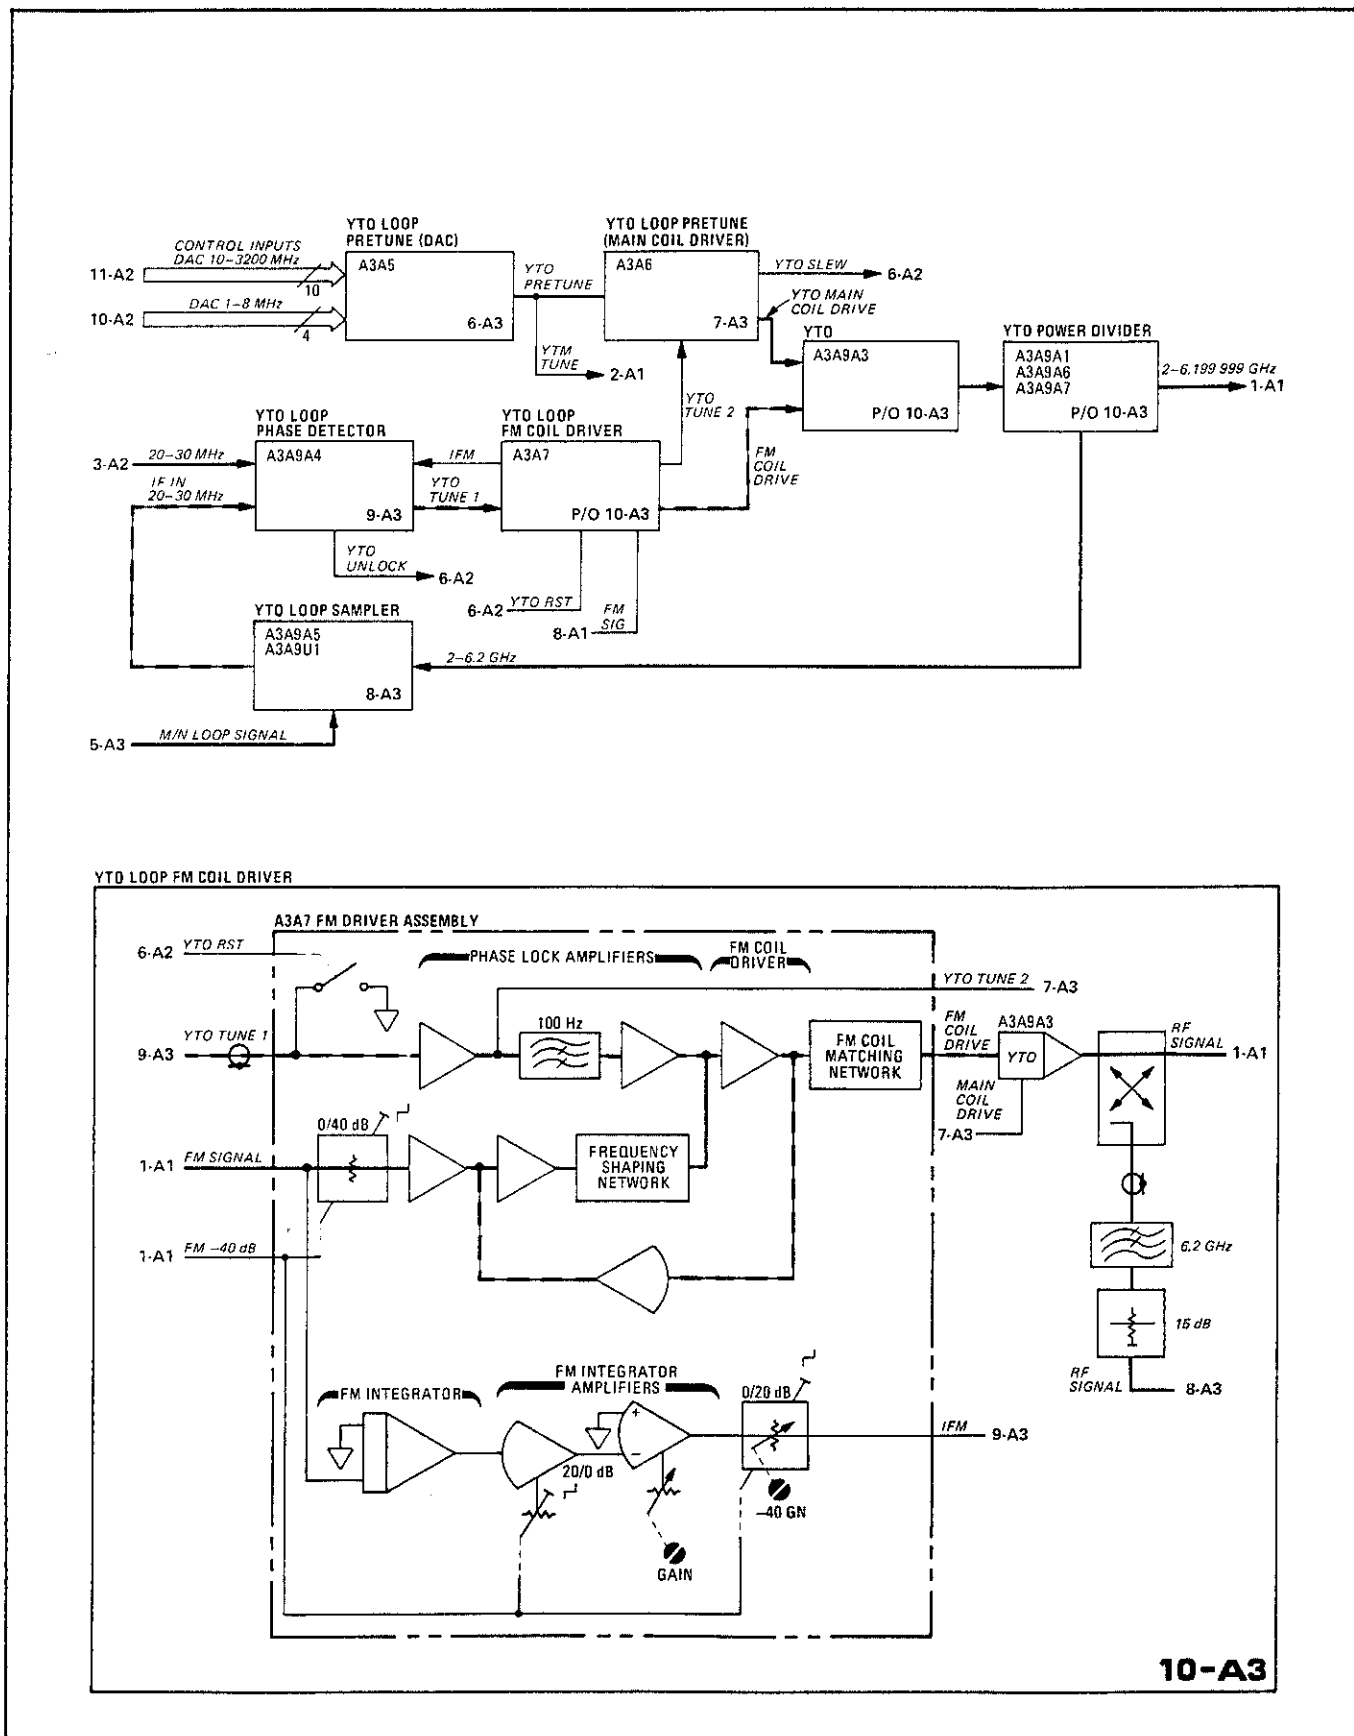 YTO LOOP
PRETUNE (DAC)
YTO LOOP PRETUNE
(MAIN COIL DRIVER)
CONTROL INPUTS
DAC 10–3200 MHz
11-A2
10
DAC 1–8 MHz
10-A2
4
A3A5
6-A3
YTO
PRETUNE
YTM
TUNE
2-A1
A3A6
7-A3
YTO SLEW
6-A2
YTO MAIN
COIL DRIVE
YTO
A3A9A3
P/O 10-A3
YTO POWER DIVIDER
A3A9A1
A3A9A6
A3A9A7
P/O 10-A3
2–6.199 999 GHz
1-A1
YTO LOOP
PHASE DETECTOR
YTO LOOP
FM COIL DRIVER
YTO
TUNE 2
3-A2
20–30 MHz
IF IN
20–30 MHz
A3A9A4
9-A3
IFM
YTO
TUNE 1
A3A7
P/O 10-A3
FM
COIL
DRIVE
YTO
UNLOCK
6-A2
6-A2
YTO RST
8-A1
FM
SIG
YTO LOOP SAMPLER
A3A9A5
A3A9U1
8-A3
2–6.2 GHz
5-A3
M/N LOOP SIGNAL
YTO LOOP FM COIL DRIVER
A3A7 FM DRIVER ASSEMBLY
6-A2
YTO RST
PHASE LOCK AMPLIFIERS
FM COIL
DRIVER
YTO TUNE 2
7-A3
9-A3
YTO TUNE 1
100 Hz
FM COIL
MATCHING
NETWORK
FM
COIL
DRIVE
A3A9A3
YTO
RF
SIGNAL
1-A1
MAIN
COIL
DRIVE
7-A3
0/40 dB
1-A1
FM SIGNAL
FREQUENCY
SHAPING
NETWORK
1-A1
FM –40 dB
6.2 GHz
16 dB
RF
SIGNAL
8-A3
FM INTEGRATOR
FM INTEGRATOR
AMPLIFIERS
0/20 dB
+
–
20/0 dB
–40 GN
GAIN
IFM
9-A3
10-A3